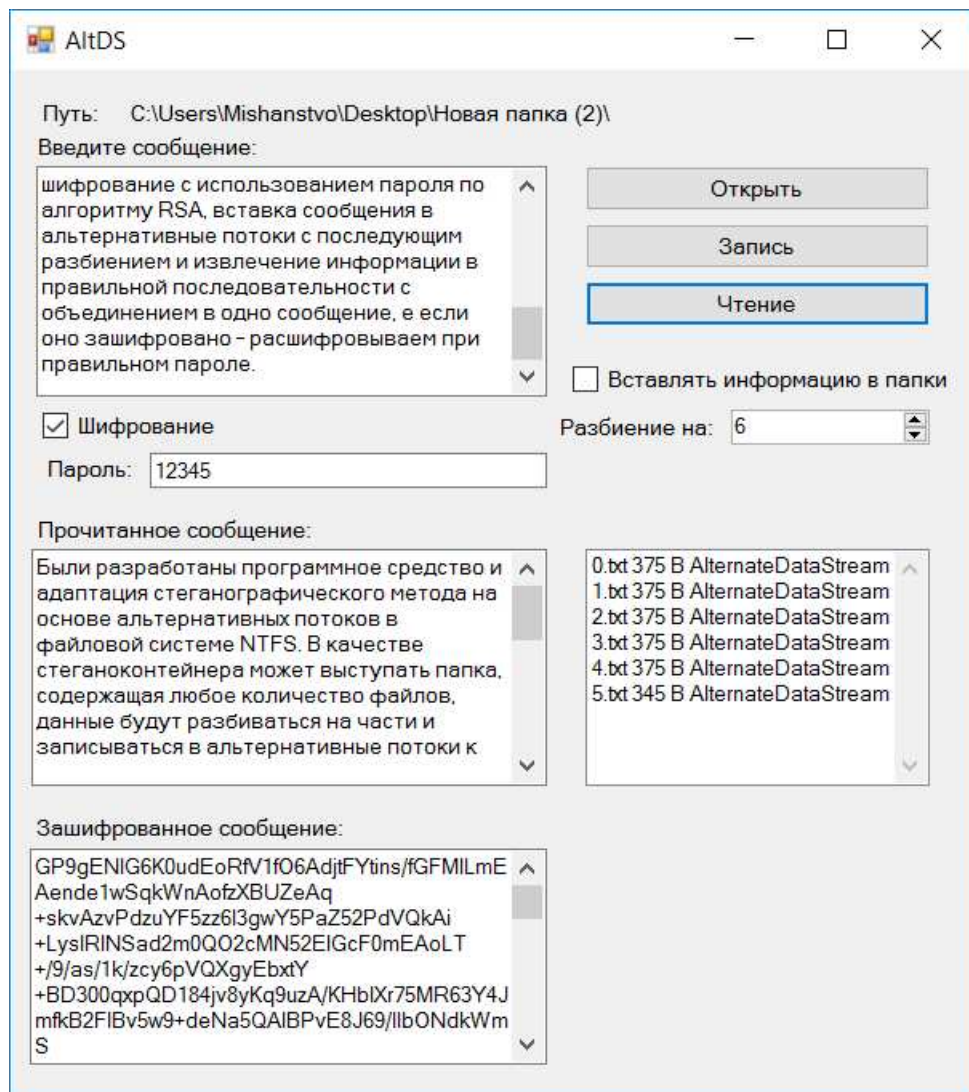 AltDS
Путь: C:\Users\Mishanstvo\Desktop\Новая папка (2)\
Введите сообщение:
шифрование с использованием пароля по
алгоритму RSA, вставка сообщения в
альтернативные потоки с последующим
разбиением и извлечение информации в
правильной последовательности с
объединением в одно сообщение, е если
оно зашифровано – расшифровываем при
правильном пароле.
Открыть
Запись
Чтение
Вставлять информацию в папки
Шифрование
Разбиение на: 6
Пароль: 12345
Прочитанное сообщение:
Были разработаны программное средство и
адаптация стеганографического метода на
основе альтернативных потоков в
файловой системе NTFS. В качестве
стеганоконтейнера может выступать папка,
содержащая любое количество файлов,
данные будут разбиваться на части и
записываться в альтернативные потоки к
0.txt 375 B AlternateDataStream
1.txt 375 B AlternateDataStream
2.txt 375 B AlternateDataStream
3.txt 375 B AlternateDataStream
4.txt 375 B AlternateDataStream
5.txt 345 B AlternateDataStream
Зашифрованное сообщение:
GP9gENIG6K0udEoRfV1fO6AdjtFYtins/fGFMILmE
Aende1wSqkWnAofzXBUZeAq
+skvAzvPdzuYF5zz6l3gwY5PaZ52PdVQkAi
+LyslRINSad2m0QO2cMN52EIGcF0mEAoLT
+/9/as/1k/zcy6pVQXgyEbxtY
+BD300qxpQD184jv8yKq9uzA/KHblXr75MR63Y4J
mfkB2FIBv5w9+deNa5QAIBPvE8J69/llbONdkWm
S